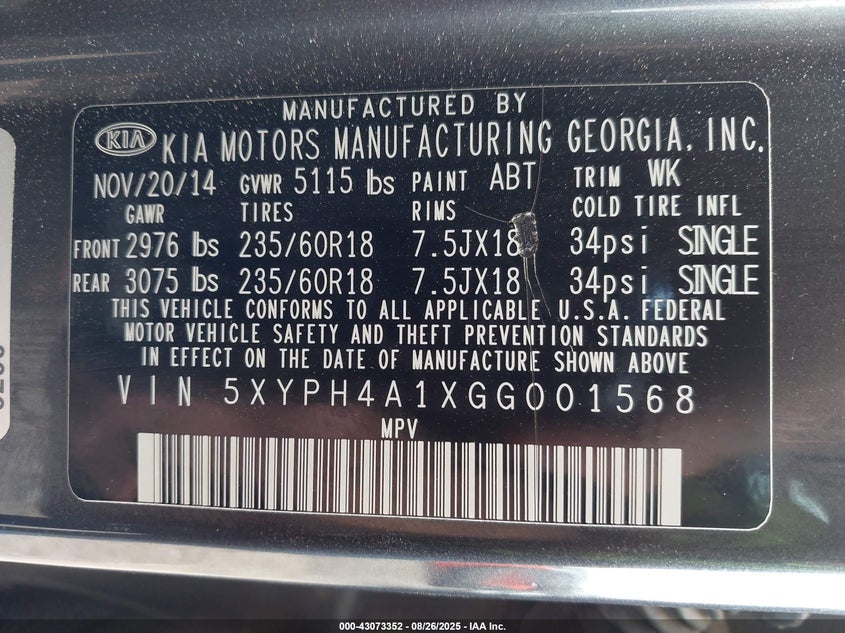 MANUFACTURED BY
KIA KIA MOTORS MANUFACTURING GEORGIA, INC.
NOV/20/14 GVWR 5115 lbs PAINT ABT TRIM WK
GAWR TIRES RIMS COLD TIRE INFL
FRONT 2976 lbs 235/60R18 7.5JX18 34psi SINGLE
REAR 3075 lbs 235/60R18 7.5JX18 34psi SINGLE
THIS VEHICLE CONFORMS TO ALL APPLICABLE U.S.A. FEDERAL
MOTOR VEHICLE SAFETY AND THEFT PREVENTION STANDARDS
IN EFFECT ON THE DATE OF MANUFACTURE SHOWN ABOVE
VIN 5XYPH4A1XGG001568
MPV
000-43073352 | 08/26/2025 - IAA Inc.